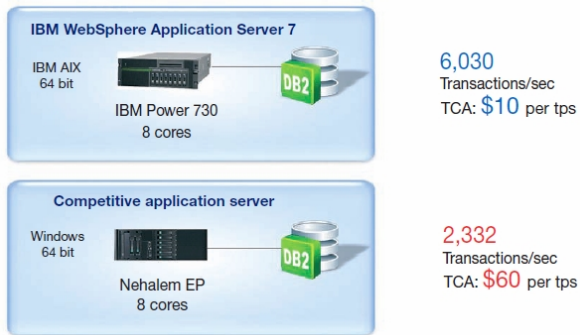 IBM WebSphere Application Server 7
IBM AIX
64 bit
DB2
IBM Power 730
8 cores
6,030
Transactions/sec
TCA: $10 per tps
Competitive application server
Windows
64 bit
DB2
Nehalem EP
8 cores
2,332
Transactions/sec
TCA: $60 per tps